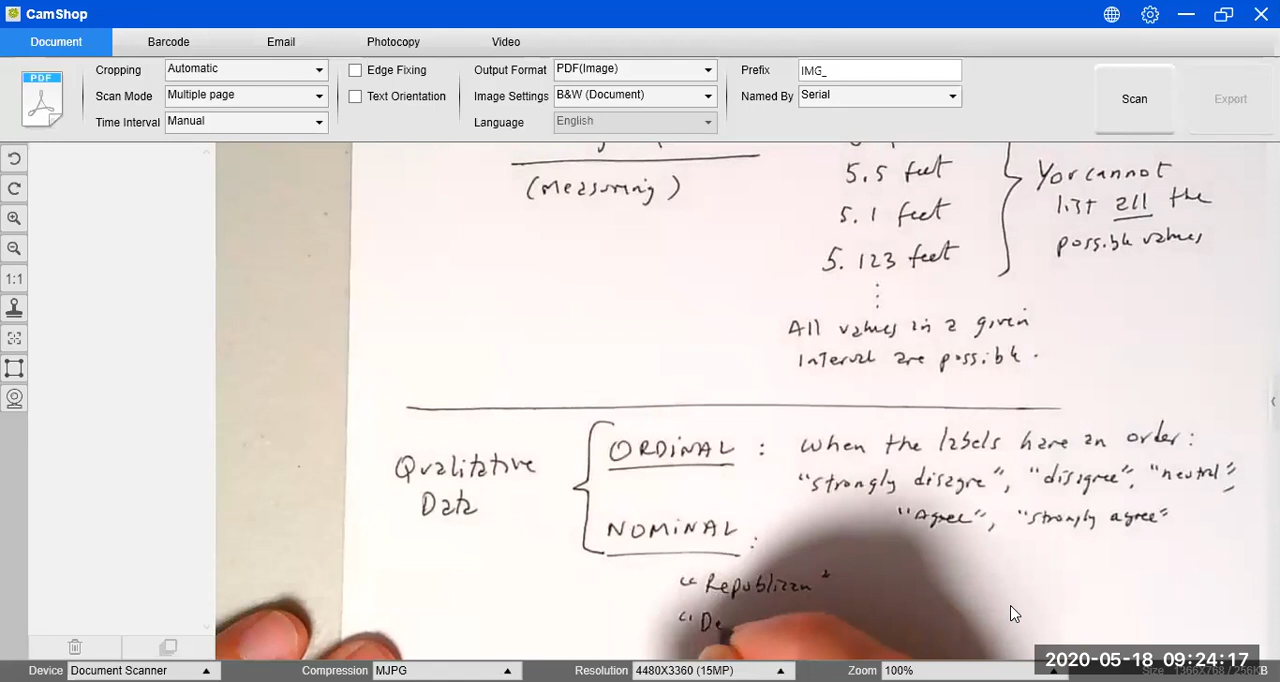 CamShop
Document Barcode Email Photocopy Video
Cropping Automatic Edge Fixing Output Format PDF(Image) Prefix IMG_
PDF Scan Mode Multiple page Text Orientation Image Settings B&W (Document) Named By Serial Scan Export
Time Interval Manual Language English
1:1
(measuring)
5.5 feet
5.1 feet
5.123 feet
You cannot
list all the
possible values
All values in a given
interval are possible.
Qualitative
Data
ORDINAL : When the labels have an order:
"strongly disagre", "disagree", "neutral",
"Agree", "strongly agree"
NOMINAL :
"Republican"
"De
2020-05-18 09:24:17
Device Document Scanner Compression MJPG Resolution 4480X3360 (15MP) Zoom 100%